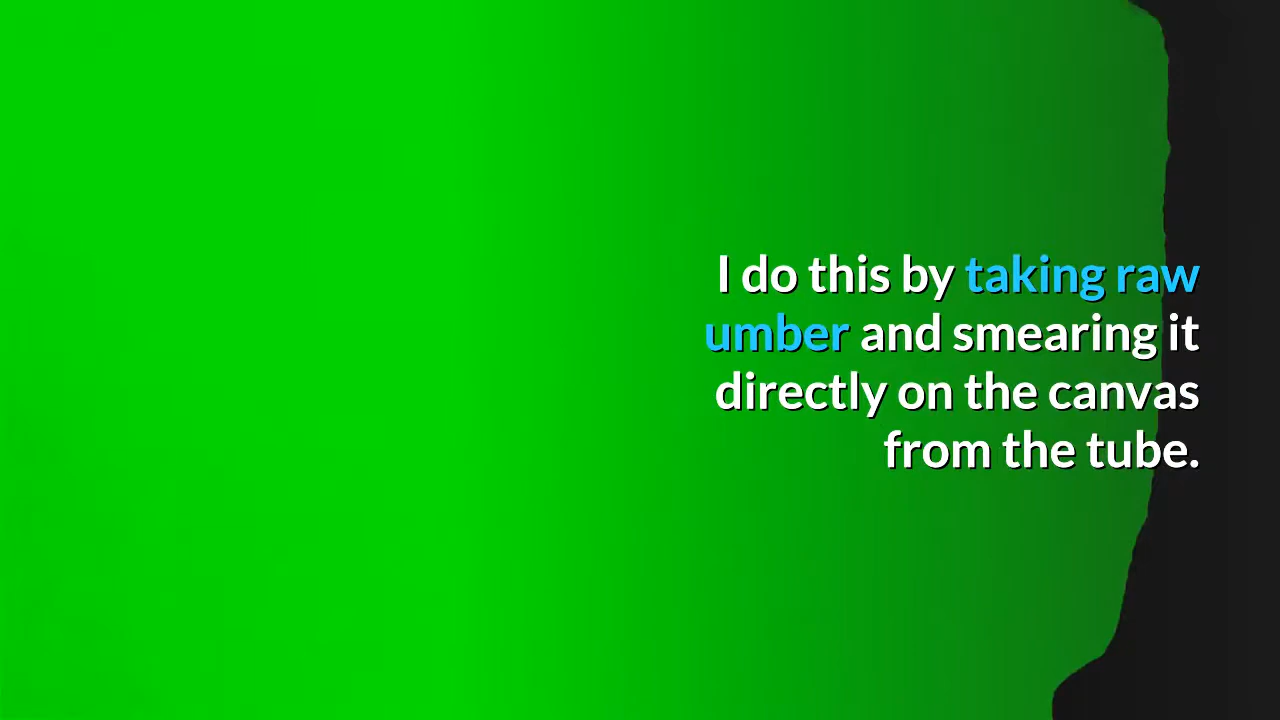 I do this by taking raw
umber and smearing it
directly on the canvas
from the tube.